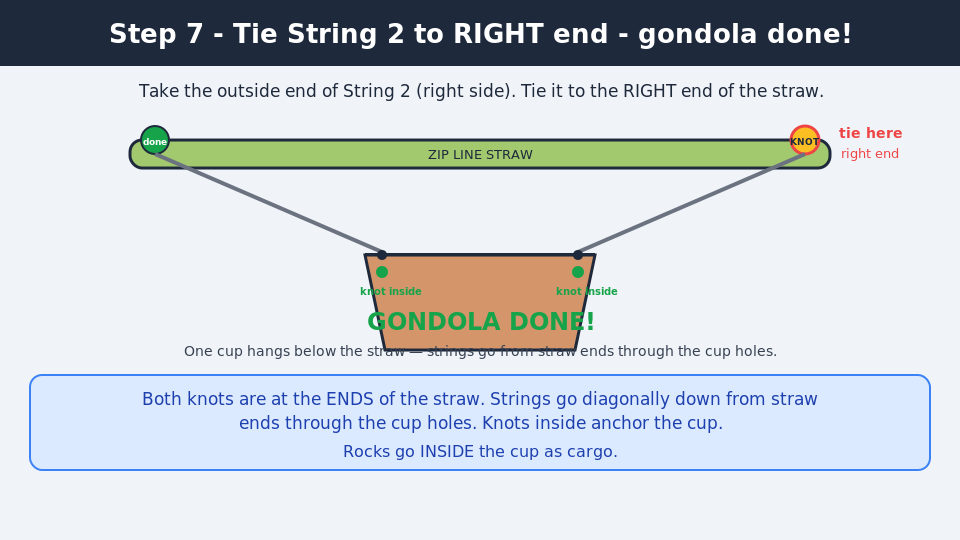 Step 7 - Tie String 2 to RIGHT end - gondola done!
Take the outside end of String 2 (right side). Tie it to the RIGHT end of the straw.
done
KNOT
tie here
right end
ZIP LINE STRAW
knot inside
knot inside
GONDOLA DONE!
One cup hangs below the straw — strings go from straw ends through the cup holes.
Both knots are at the ENDS of the straw. Strings go diagonally down from straw
ends through the cup holes. Knots inside anchor the cup.
Rocks go INSIDE the cup as cargo.